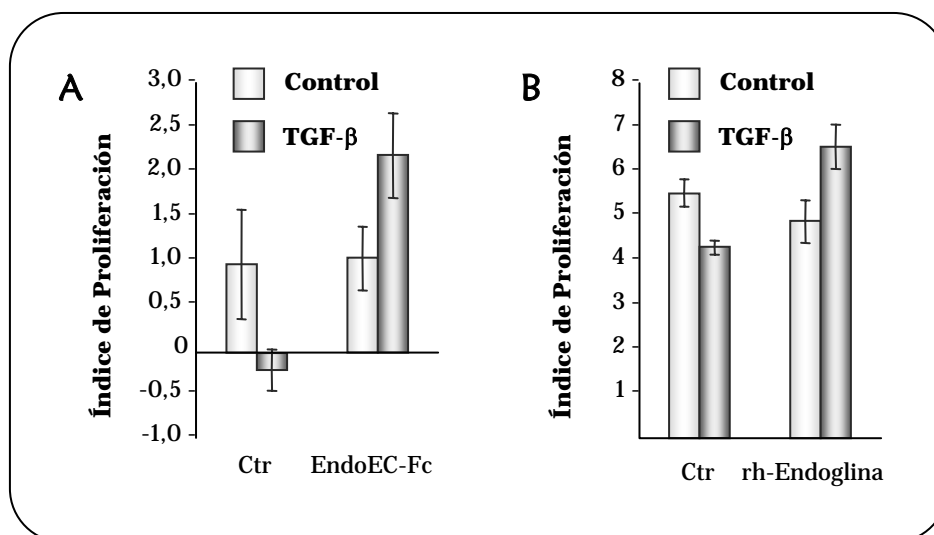 A
Índice de Proliferación
3,0
2,5
2,0
1,5
1,0
0,5
0
-0,5
-1,0
Control
TGF-β
Ctr EndoEC-Fc
B
Índice de Proliferación
8
7
6
5
4
3
2
1
Control
TGF-β
Ctr rh-Endoglina